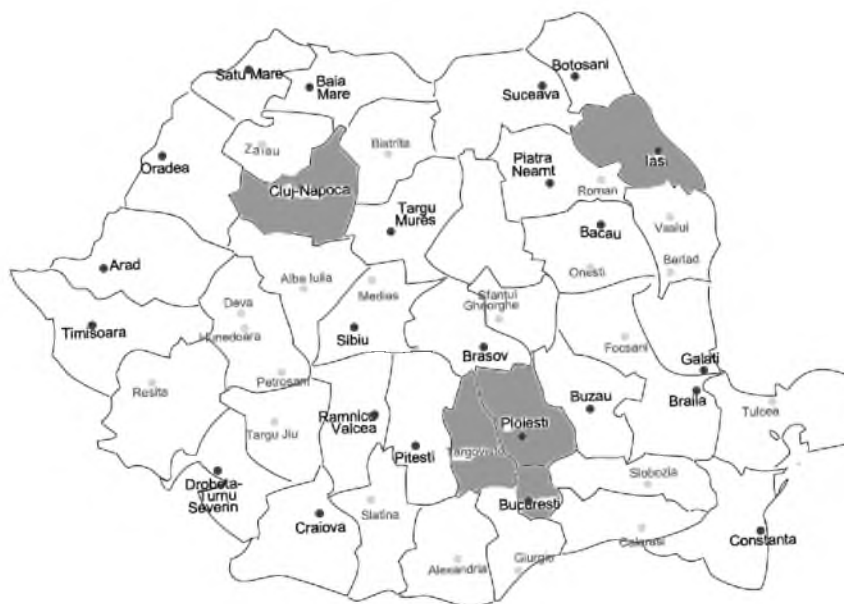 Botosani
Satu Mare
Baia
Mare
Suceava
Zalau
Bistrita
Iasi
Oradea
Piatra
Neamt
Roman
Cluj-Napoca
Targu
Mures
Bacau
Vaslui
Arad
Alba Iulia
Medias
Onesti
Barlad
Deva
Sfantul
Gheorghe
Timisoara
Hunedoara
Sibiu
Brasov
Focsani
Galati
Resita
Petrosani
Buzau
Braila
Tulcea
Ramnicu
Valcea
Ploiesti
Targu Jiu
Pitesti
Targoviste
Slobozia
Drobeta-
Turnu
Severin
Craiova
Slatina
Bucuresti
Calarasi
Constanta
Alexandria
Giurgiu